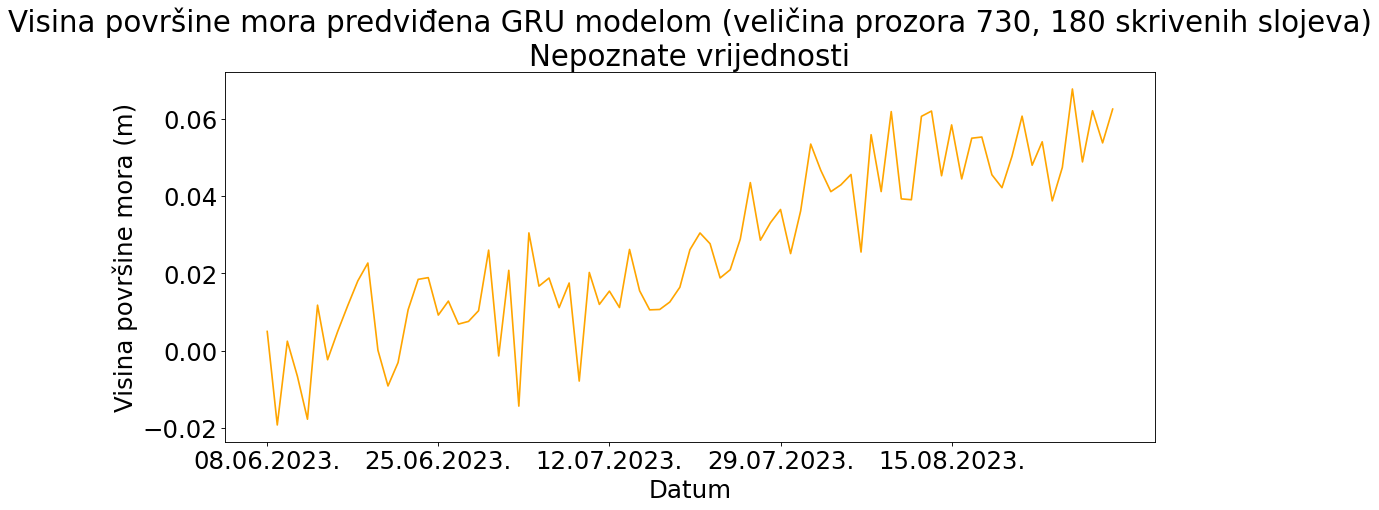 Visina površine mora predviđena GRU modelom (veličina prozora 730, 180 skrivenih slojeva)
Nepoznate vrijednosti
Visina površine mora (m)
0.06
0.04
0.02
0.00
−0.02
08.06.2023. 25.06.2023. 12.07.2023. 29.07.2023. 15.08.2023.
Datum